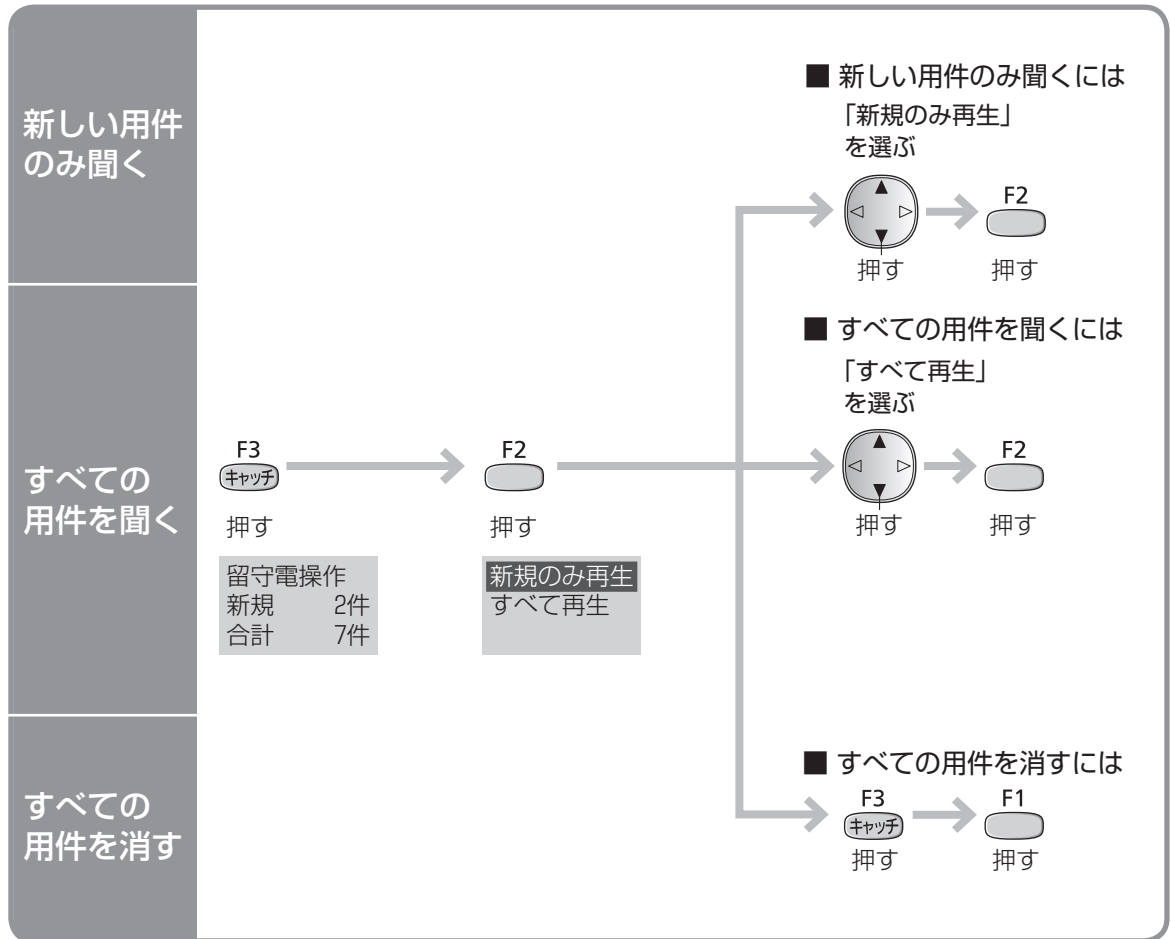 新しい用件
のみ聞く
すべての
用件を聞く
すべての
用件を消す
F3
キャッチ
押す
留守電操作
新規 2件
合計 7件
F2
押す
新規のみ再生
すべて再生
■ 新しい用件のみ聞くには
「新規のみ再生」
を選ぶ
押す
F2
押す
■ すべての用件を聞くには
「すべて再生」
を選ぶ
押す
F2
押す
■ すべての用件を消すには
F3
キャッチ
押す
F1
押す